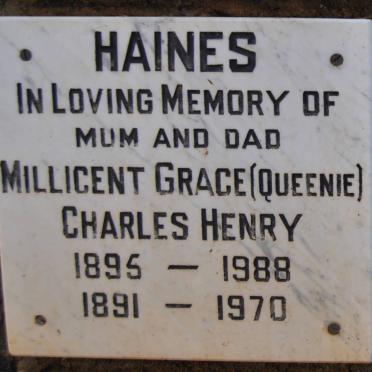 HAINES
IN LOVING MEMORY OF
MUM AND DAD
MILLICENT GRACE (QUEENIE)
CHARLES HENRY
1895 — 1988
1891 — 1970